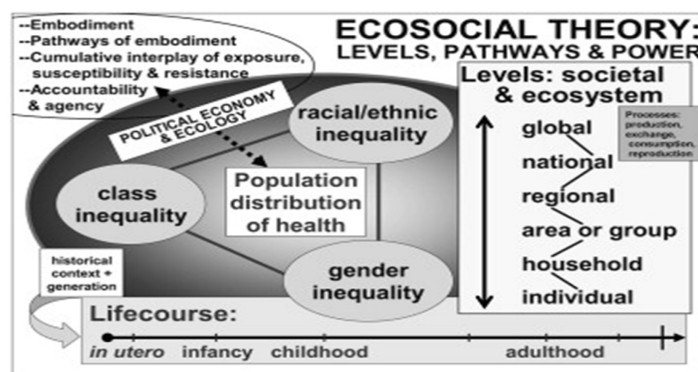 ECOSOCIAL THEORY:
LEVELS, PATHWAYS & POWER
--Embodiment
--Pathways of embodiment
--Cumulative interplay of exposure,
susceptibility & resistance
--Accountability
& agency
POLITICAL ECONOMY
& ECOLOGY
racial/ethnic
inequality
class
inequality
Population
distribution
of health
gender
inequality
historical
context +
generation
Levels: societal
& ecosystem
global
national
regional
area or group
household
individual
Processes:
production,
exchange,
consumption,
reproduction
Lifecourse:
in utero infancy childhood adulthood